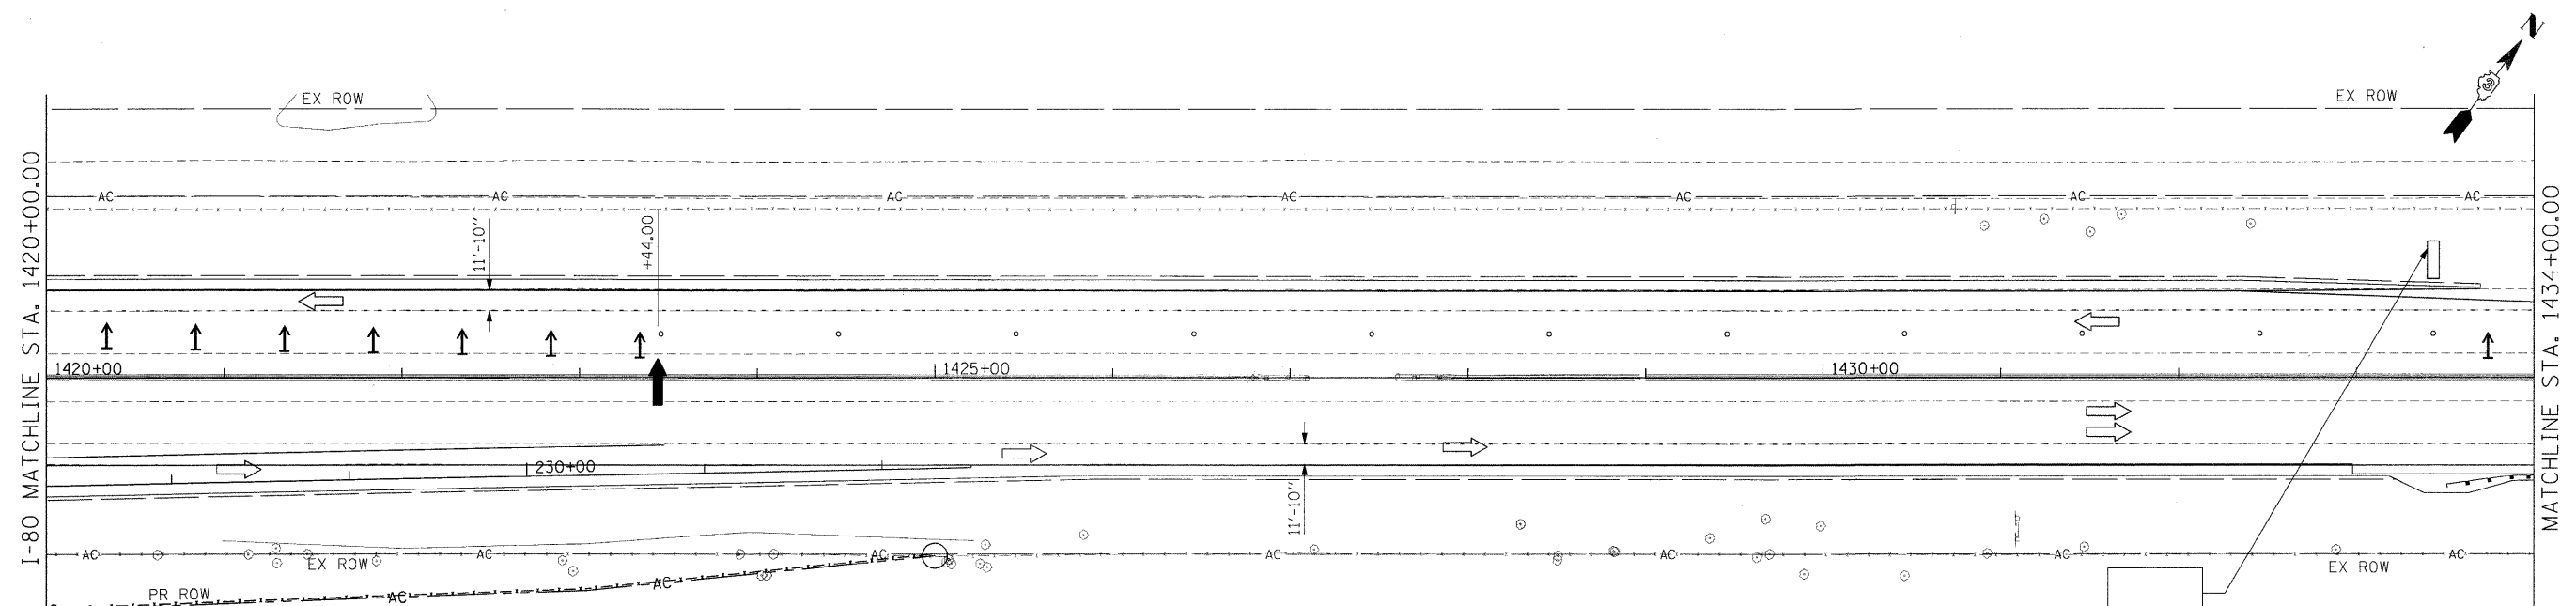 N
3
EX ROW
EX ROW
AC AC AC AC AC AC AC
I-80 MATCHLINE STA. 1420+00.00
MATCHLINE STA. 1434+00.00
11'-10"
+44.00
1420+00
1425+00
1430+00
230+00
11'-10"
AC AC AC AC AC AC AC
EX ROW
EX ROW
PR ROW
AC AC